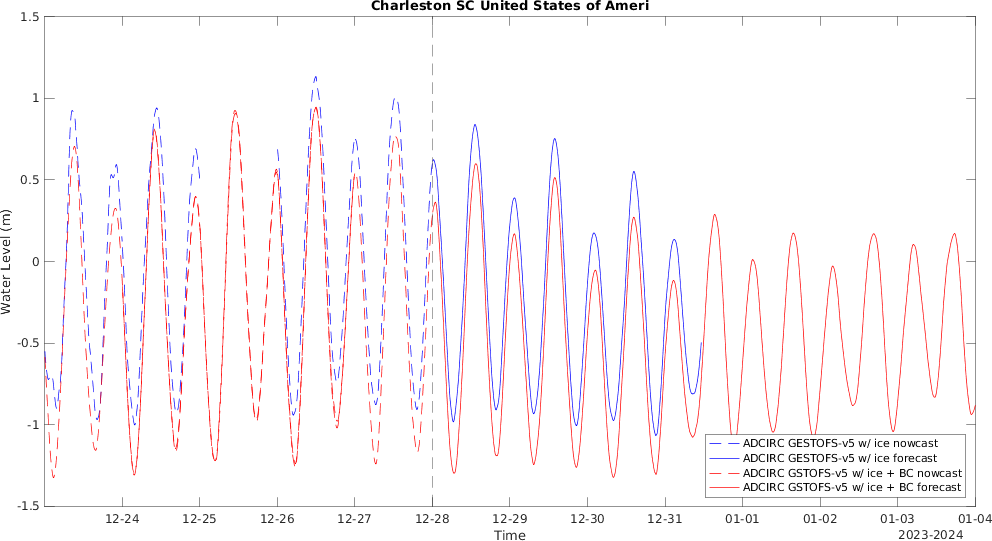 Charleston SC United States of Ameri
1.5
1
0.5
0
-0.5
-1
-1.5
Water Level (m)
12-24 12-25 12-26 12-27 12-28 12-29 12-30 12-31 01-01 01-02 01-03 01-04
Time
2023-2024
ADCIRC GESTOFS-v5 w/ ice nowcast
ADCIRC GESTOFS-v5 w/ ice forecast
ADCIRC GSTOFS-v5 w/ ice + BC nowcast
ADCIRC GSTOFS-v5 w/ ice + BC forecast